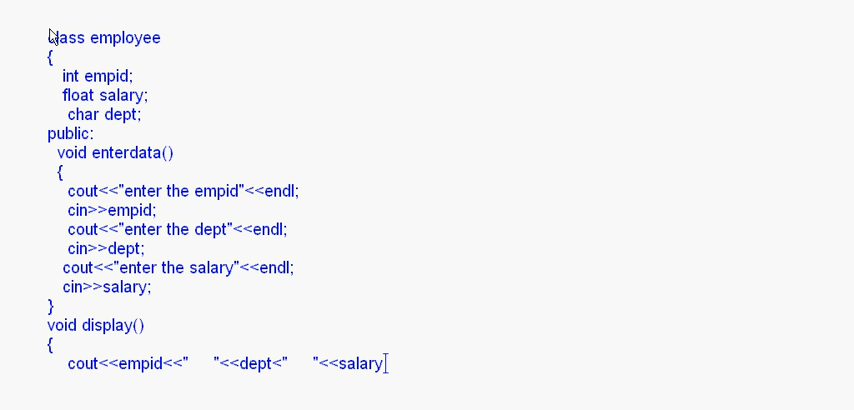 class employee
{
int empid;
float salary;
char dept;
public:
void enterdata()
{
cout<<"enter the empid"<<endl;
cin>>empid;
cout<<"enter the dept"<<endl;
cin>>dept;
cout<<"enter the salary"<<endl;
cin>>salary;
}
void display()
{
cout<<empid<<"      "<<dept<"      "<<salary